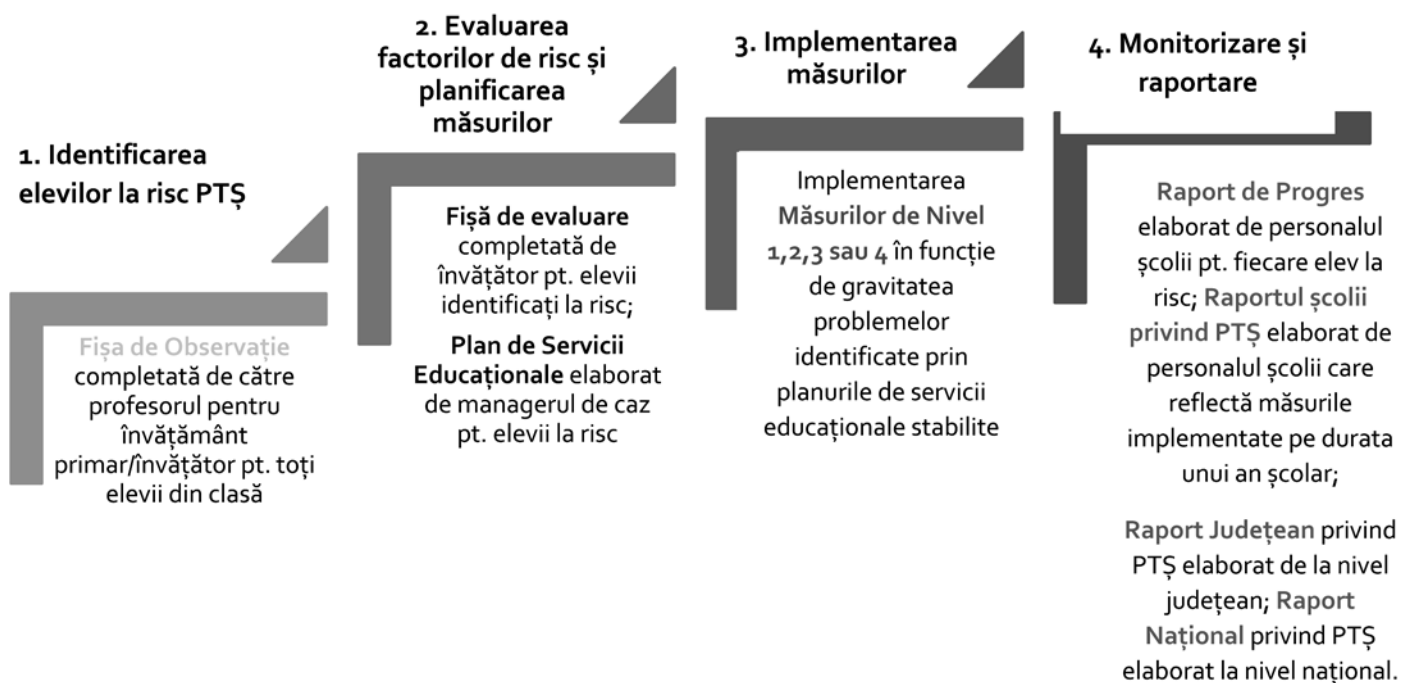 1. Identificarea
elevilor la risc PTȘ
Fișa de Observație
completată de către
profesorul pentru
învățământ
primar/învățător pt. toți
elevii din clasă
2. Evaluarea
factorilor de risc și
planificarea
măsurilor
Fișă de evaluare
completată de
învățător pt. elevii
identificați la risc;
Plan de Servicii
Educaționale elaborat
de managerul de caz
pt. elevii la risc
3. Implementarea
măsurilor
Implementarea
Măsurilor de Nivel
1,2,3 sau 4 în funcție
de gravitatea
problemelor
identificate prin
planurile de servicii
educaționale stabilite
4. Monitorizare și
raportare
Raport de Progres
elaborat de personalul
școlii pt. fiecare elev la
risc; Raportul școlii
privind PTȘ elaborat de
personalul școlii care
reflectă măsurile
implementate pe durata
unui an școlar;
Raport Județean privind
PTȘ elaborat de la nivel
județean; Raport
Național privind PTȘ
elaborat la nivel național.